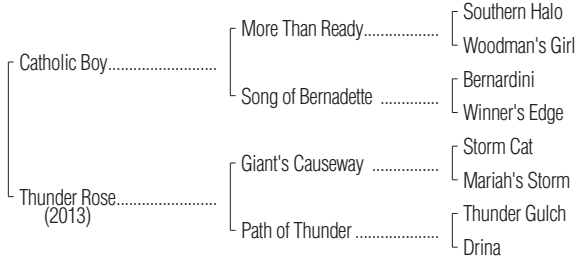 Southern Halo
More Than Ready
Woodman's Girl
Catholic Boy
Bernardini
Song of Bernadette
Winner's Edge
Storm Cat
Giant's Causeway
Mariah's Storm
Thunder Rose
(2013)
Thunder Gulch
Path of Thunder
Drina